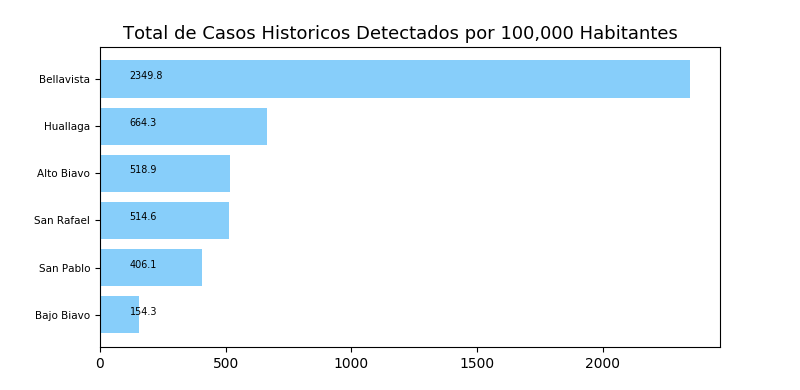 Total de Casos Historicos Detectados por 100,000 Habitantes
Bellavista 2349.8
Huallaga 664.3
Alto Biavo 518.9
San Rafael 514.6
San Pablo 406.1
Bajo Biavo 154.3
0 500 1000 1500 2000